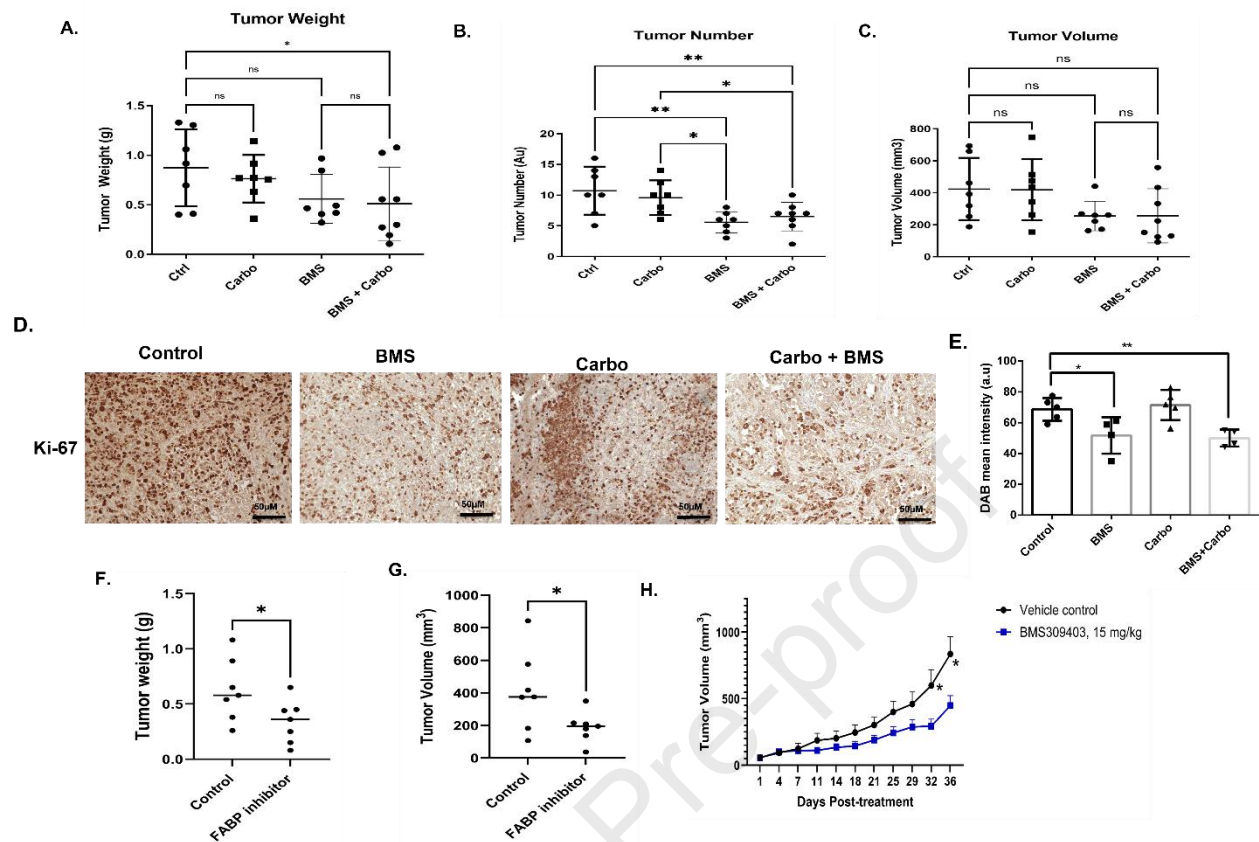 A.
Tumor Weight
*
ns
ns
ns
Tumor Weight (g)
1.5
1.0
0.5
0.0
Ctrl
Carbo
BMS
BMS + Carbo
B.
Tumor Number
**
*
**
*
Tumor Number (Au)
20
15
10
5
0
Ctrl
Carbo
BMS
BMS + Carbo
C.
Tumor Volume
ns
ns
ns
ns
Tumor Volume (mm3)
800
600
400
200
0
Ctrl
Carbo
BMS
BMS + Carbo
D.
Control
BMS
Carbo
Carbo + BMS
Ki-67
50µM
50µM
50µM
50µM
E.
**
*
DAB mean intensity (a.u)
100
80
60
40
20
0
Control
BMS
Carbo
BMS+Carbo
F.
*
Tumor weight (g)
1.5
1.0
0.5
0.0
Control
FABP inhibitor
G.
*
Tumor Volume (mm³)
1000
800
600
400
200
0
Control
FABP inhibitor
H.
Tumor Volume (mm³)
1000
500
0
1 4 7 11 14 18 21 25 29 32 36
Days Post-treatment
*
*
Vehicle control
BMS309403, 15 mg/kg
Pre-proof